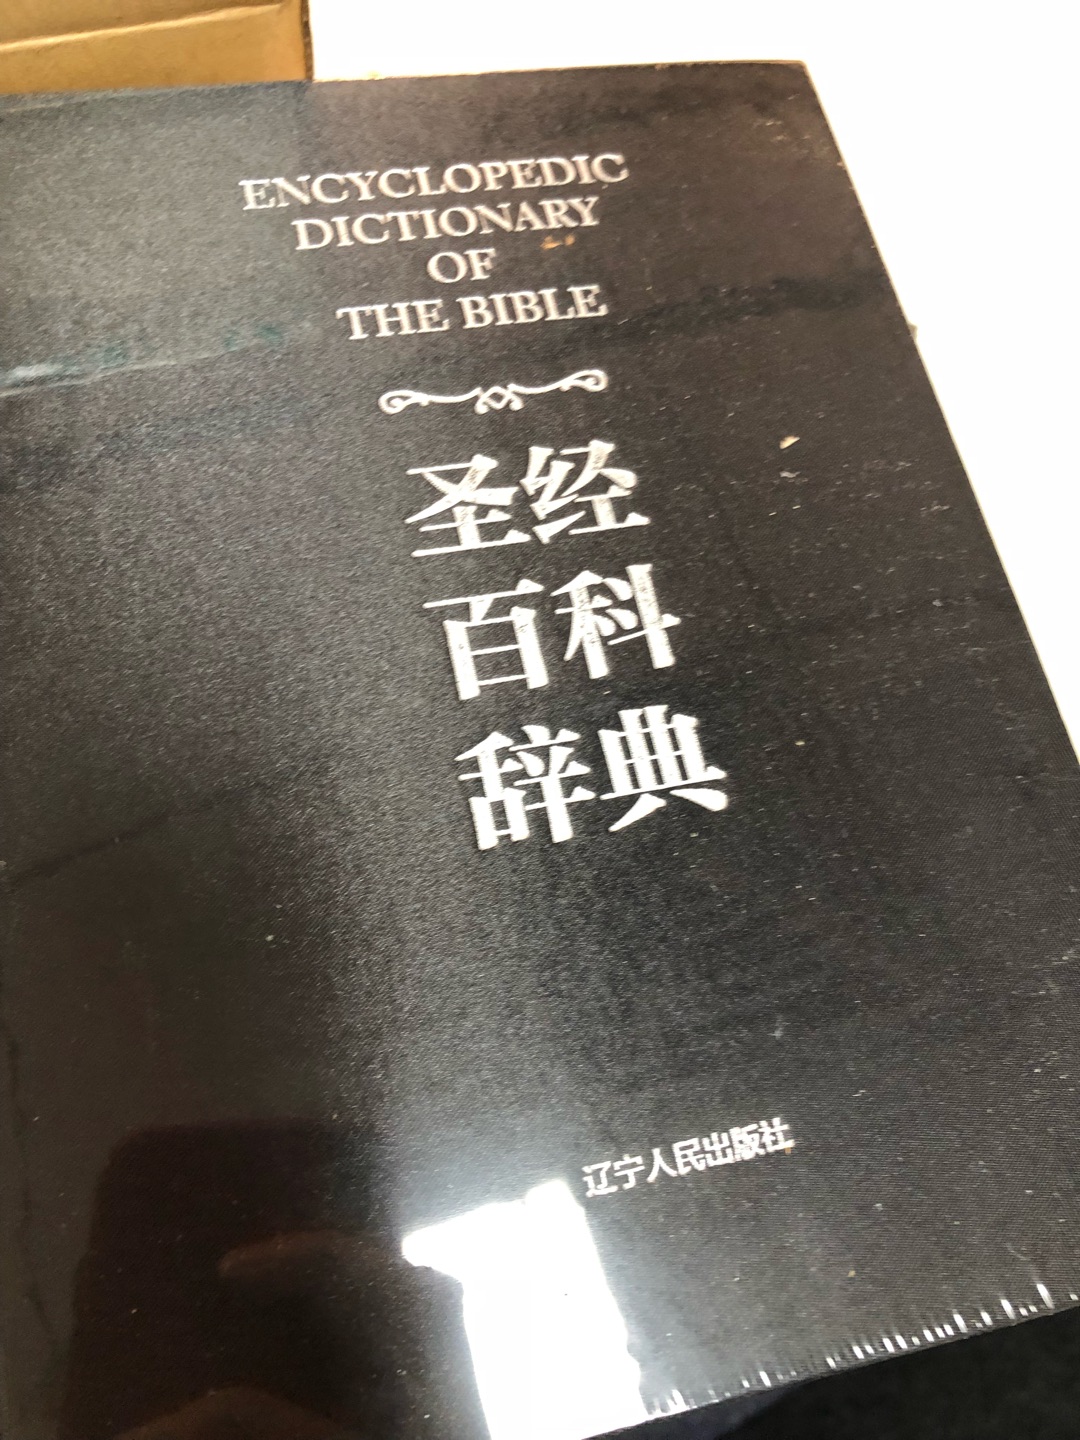 ENCYCLOPEDIC
DICTIONARY
OF
THE BIBLE
圣经
百科
辞典
辽宁人民出版社